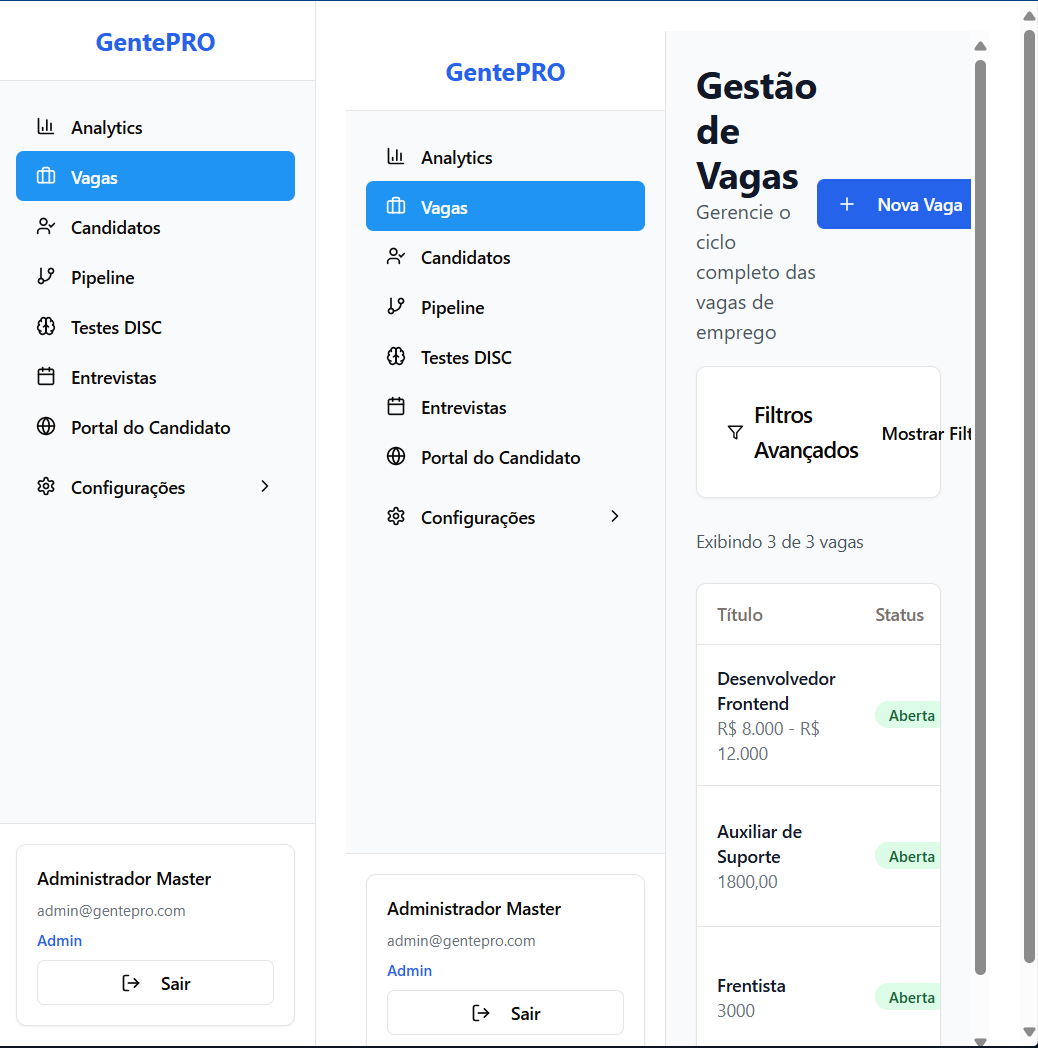 GentePRO
Analytics
Vagas
Candidatos
Pipeline
Testes DISC
Entrevistas
Portal do Candidato
Configurações
Administrador Master
admin@gentepro.com
Admin
Sair
GentePRO
Analytics
Vagas
Candidatos
Pipeline
Testes DISC
Entrevistas
Portal do Candidato
Configurações
Administrador Master
admin@gentepro.com
Admin
Sair
Gestão
de
Vagas
Gerencie o
ciclo
completo das
vagas de
emprego
+ Nova Vaga
Filtros
Avançados
Mostrar Filt
Exibindo 3 de 3 vagas
Título Status
Desenvolvedor
Frontend
R$ 8.000 - R$
12.000
Aberta
Auxiliar de
Suporte
1800,00
Aberta
Frentista
3000
Aberta